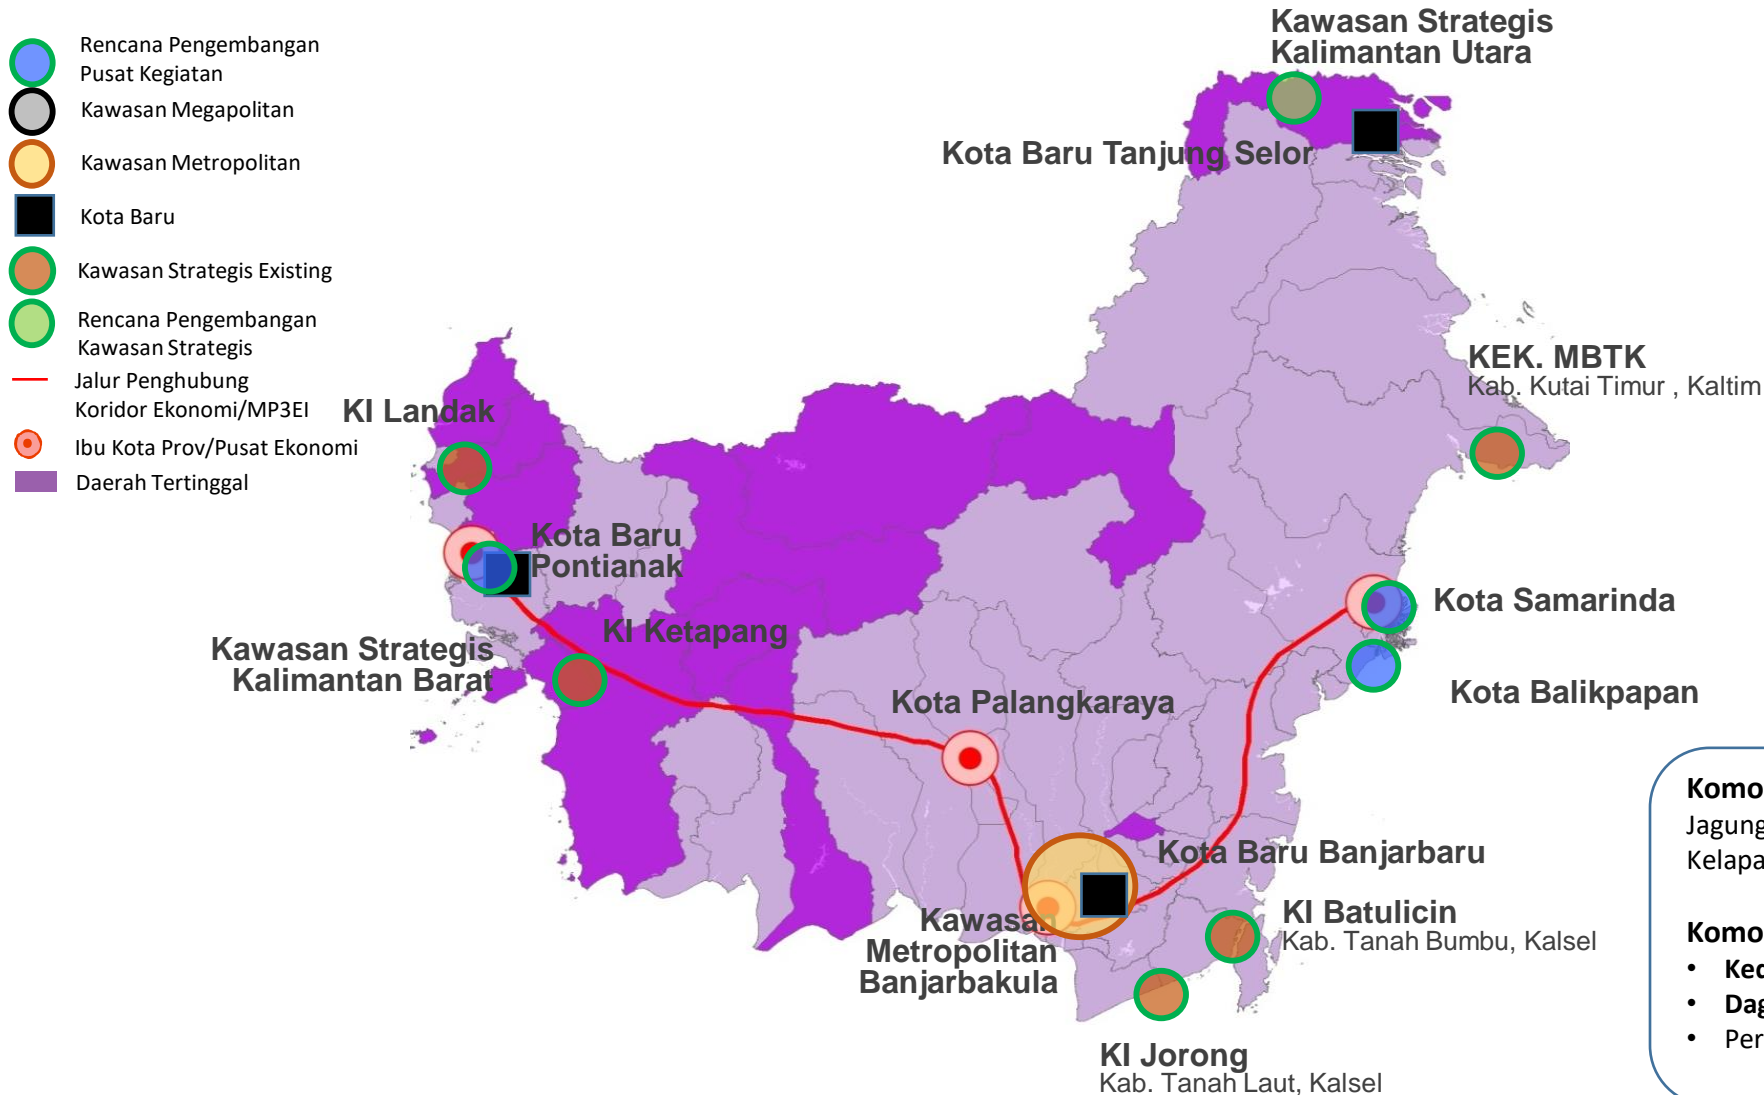 Rencana Pengembangan
Pusat Kegiatan
Kawasan Megapolitan
Kawasan Metropolitan
Kota Baru
Kawasan Strategis Existing
Rencana Pengembangan
Kawasan Strategis
Jalur Penghubung
Koridor Ekonomi/MP3EI
Ibu Kota Prov/Pusat Ekonomi
Daerah Tertinggal
Kawasan Strategis
Kalimantan Utara
Kota Baru Tanjung Selor
KEK. MBTK
Kab. Kutai Timur , Kaltim
KI Landak
Kota Baru
Pontianak
KI Ketapang
Kawasan Strategis
Kalimantan Barat
Kota Samarinda
Kota Balikpapan
Kota Palangkaraya
Kota Baru Banjarbaru
Kawasan
Metropolitan
Banjarbakula
KI Batulicin
Kab. Tanah Bumbu, Kalsel
KI Jorong
Kab. Tanah Laut, Kalsel
Jagung
Kelapa